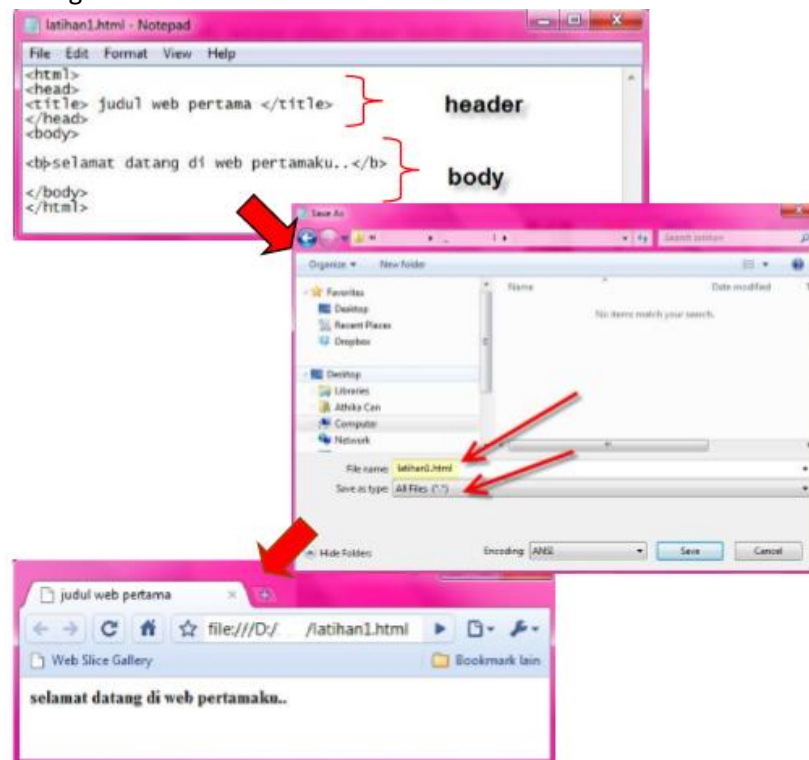 latihan1.html - Notepad
File Edit Format View Help
<html>
<head>
<title> judul web pertama </title>
</head>
<body>
<b>selamat datang di web pertamaku..</b>
</body>
</html>
header
body
Save As
Organize New folder
Favorites
Desktop
Recent Places
Dropbox
Desktop
Libraries
Athika Cen
Computer
Network
Name Date modified
No items match your search.
File name: latihan1.html
Save as type: All Files (*.*)
Hide Folders Encoding: ANSI Save Cancel
judul web pertama
file:///D:/ /latihan1.html
Web Slice Gallery Bookmark lain
selamat datang di web pertamaku..